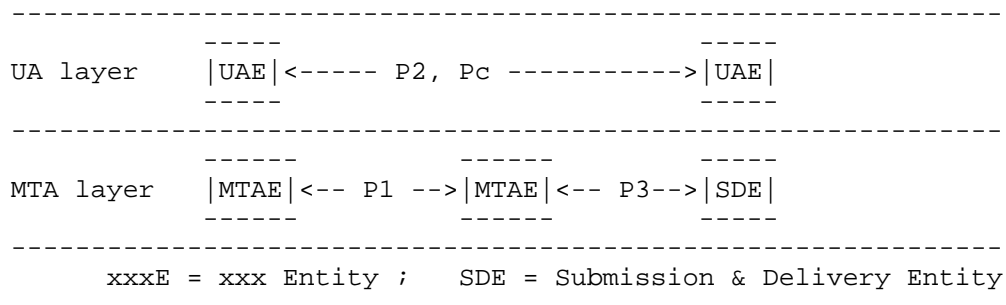 --------------------------------------------------------------
            -----                          -----
UA layer    |UAE|<----- P2, Pc ----------->|UAE|
            -----                          -----
--------------------------------------------------------------
            ------          ------         -----
MTA layer   |MTAE|<-- P1 -->|MTAE|<-- P3-->|SDE|
            ------          ------         -----
--------------------------------------------------------------
      xxxE = xxx Entity ;   SDE = Submission & Delivery Entity